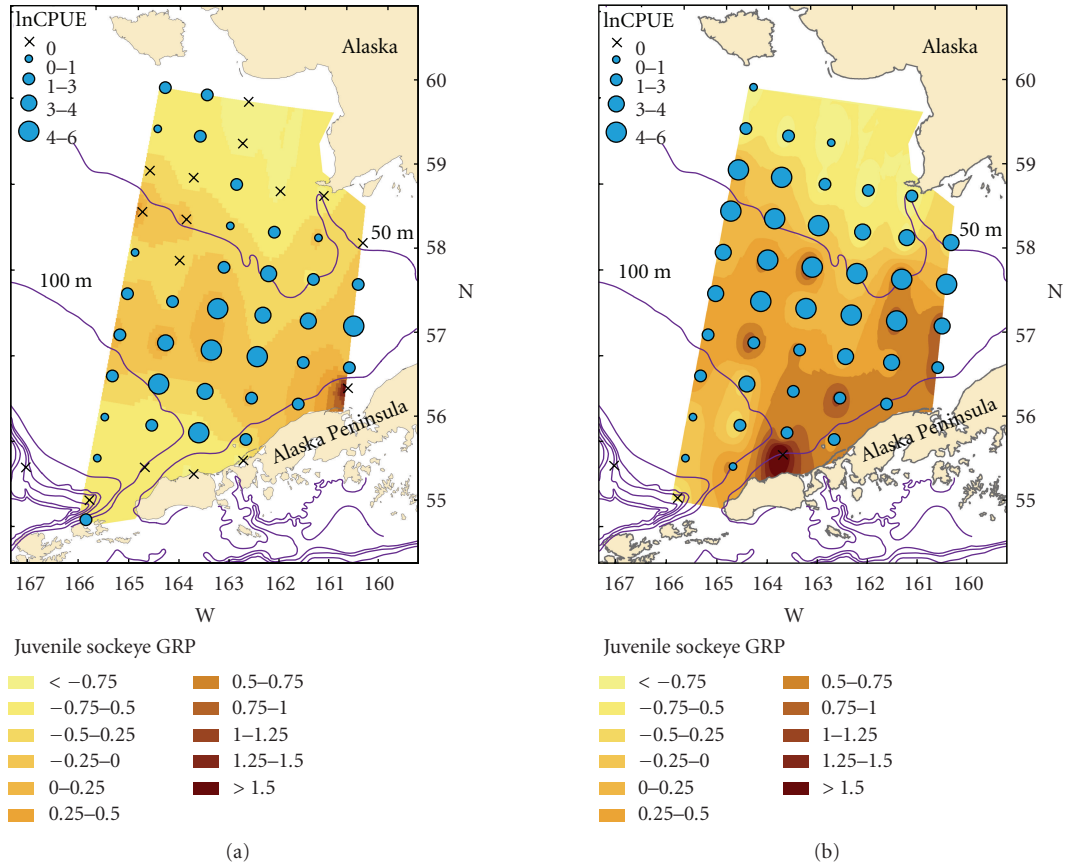 lnCPUE
0
0–1
1–3
3–4
4–6
Alaska
60
59
58
57
56
55
N
50 m
100 m
Alaska Peninsula
167 166 165 164 163 162 161 160
W
Juvenile sockeye GRP
< −0.75
−0.75–0.5
−0.5–0.25
−0.25–0
0–0.25
0.25–0.5
0.5–0.75
0.75–1
1–1.25
1.25–1.5
> 1.5
(a)
lnCPUE
0
0–1
1–3
3–4
4–6
Alaska
60
59
58
57
56
55
N
50 m
100 m
Alaska Peninsula
167 166 165 164 163 162 161 160
W
Juvenile sockeye GRP
< −0.75
−0.75–0.5
−0.5–0.25
−0.25–0
0–0.25
0.25–0.5
0.5–0.75
0.75–1
1–1.25
1.25–1.5
> 1.5
(b)